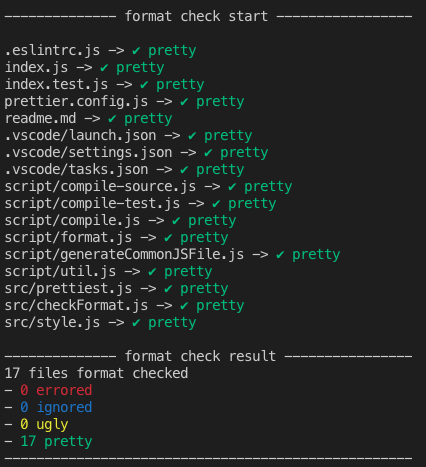 -------------- format check start -----------------
.eslintrc.js -> ✔ pretty
index.js -> ✔ pretty
index.test.js -> ✔ pretty
prettier.config.js -> ✔ pretty
readme.md -> ✔ pretty
.vscode/launch.json -> ✔ pretty
.vscode/settings.json -> ✔ pretty
.vscode/tasks.json -> ✔ pretty
script/compile-source.js -> ✔ pretty
script/compile-test.js -> ✔ pretty
script/compile.js -> ✔ pretty
script/format.js -> ✔ pretty
script/generateCommonJSFile.js -> ✔ pretty
script/util.js -> ✔ pretty
src/prettiest.js -> ✔ pretty
src/checkFormat.js -> ✔ pretty
src/style.js -> ✔ pretty
-------------- format check result ----------------
17 files format checked
- 0 errored
- 0 ignored
- 0 ugly
- 17 pretty
---------------------------------------------------